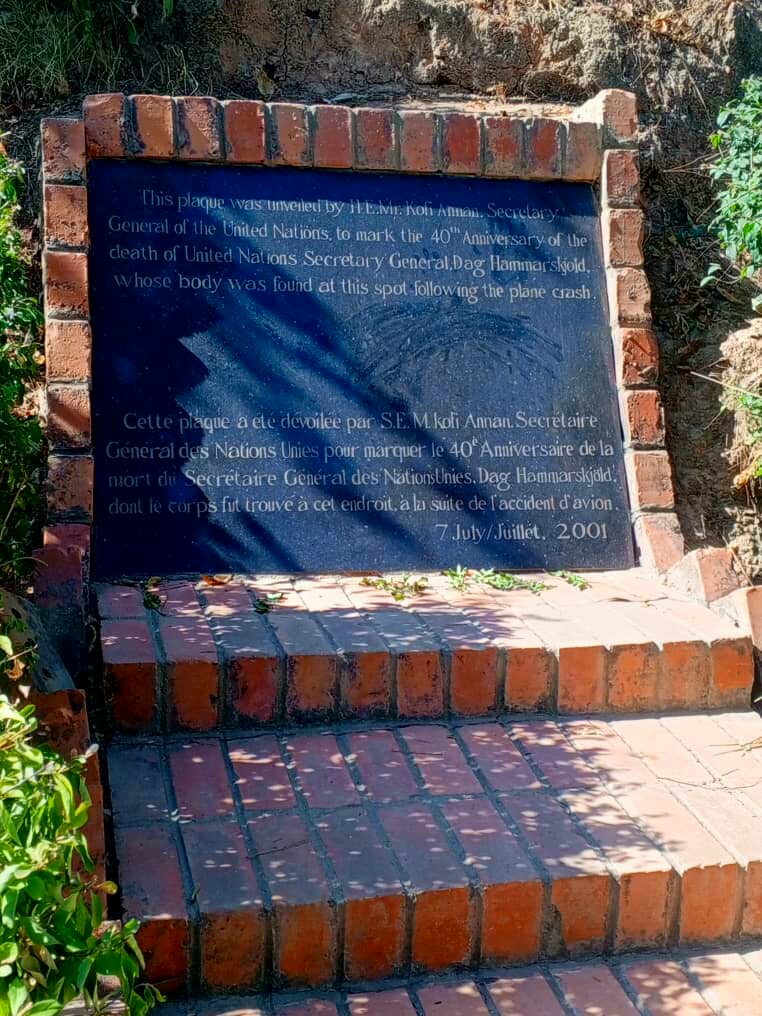 This plaque was unveiled by H.E.Mr. Kofi Annan, Secretary
General of the United Nations, to mark the 40th Anniversary of the
death of United Nations Secretary General, Dag Hammarskjold,
whose body was found at this spot following the plane crash.
Cette plaque a été dévoilée par S.E. M. kofi Annan, Secrétaire
Général des Nations Unies pour marquer le 40e Anniversaire de la
mort du Secrétaire Général des Nations Unies, Dag Hammarskjøld,
dont le corps fut trouvé à cet endroit, à la suite de l'accident d'avion.
7 July//Juillét, 2001